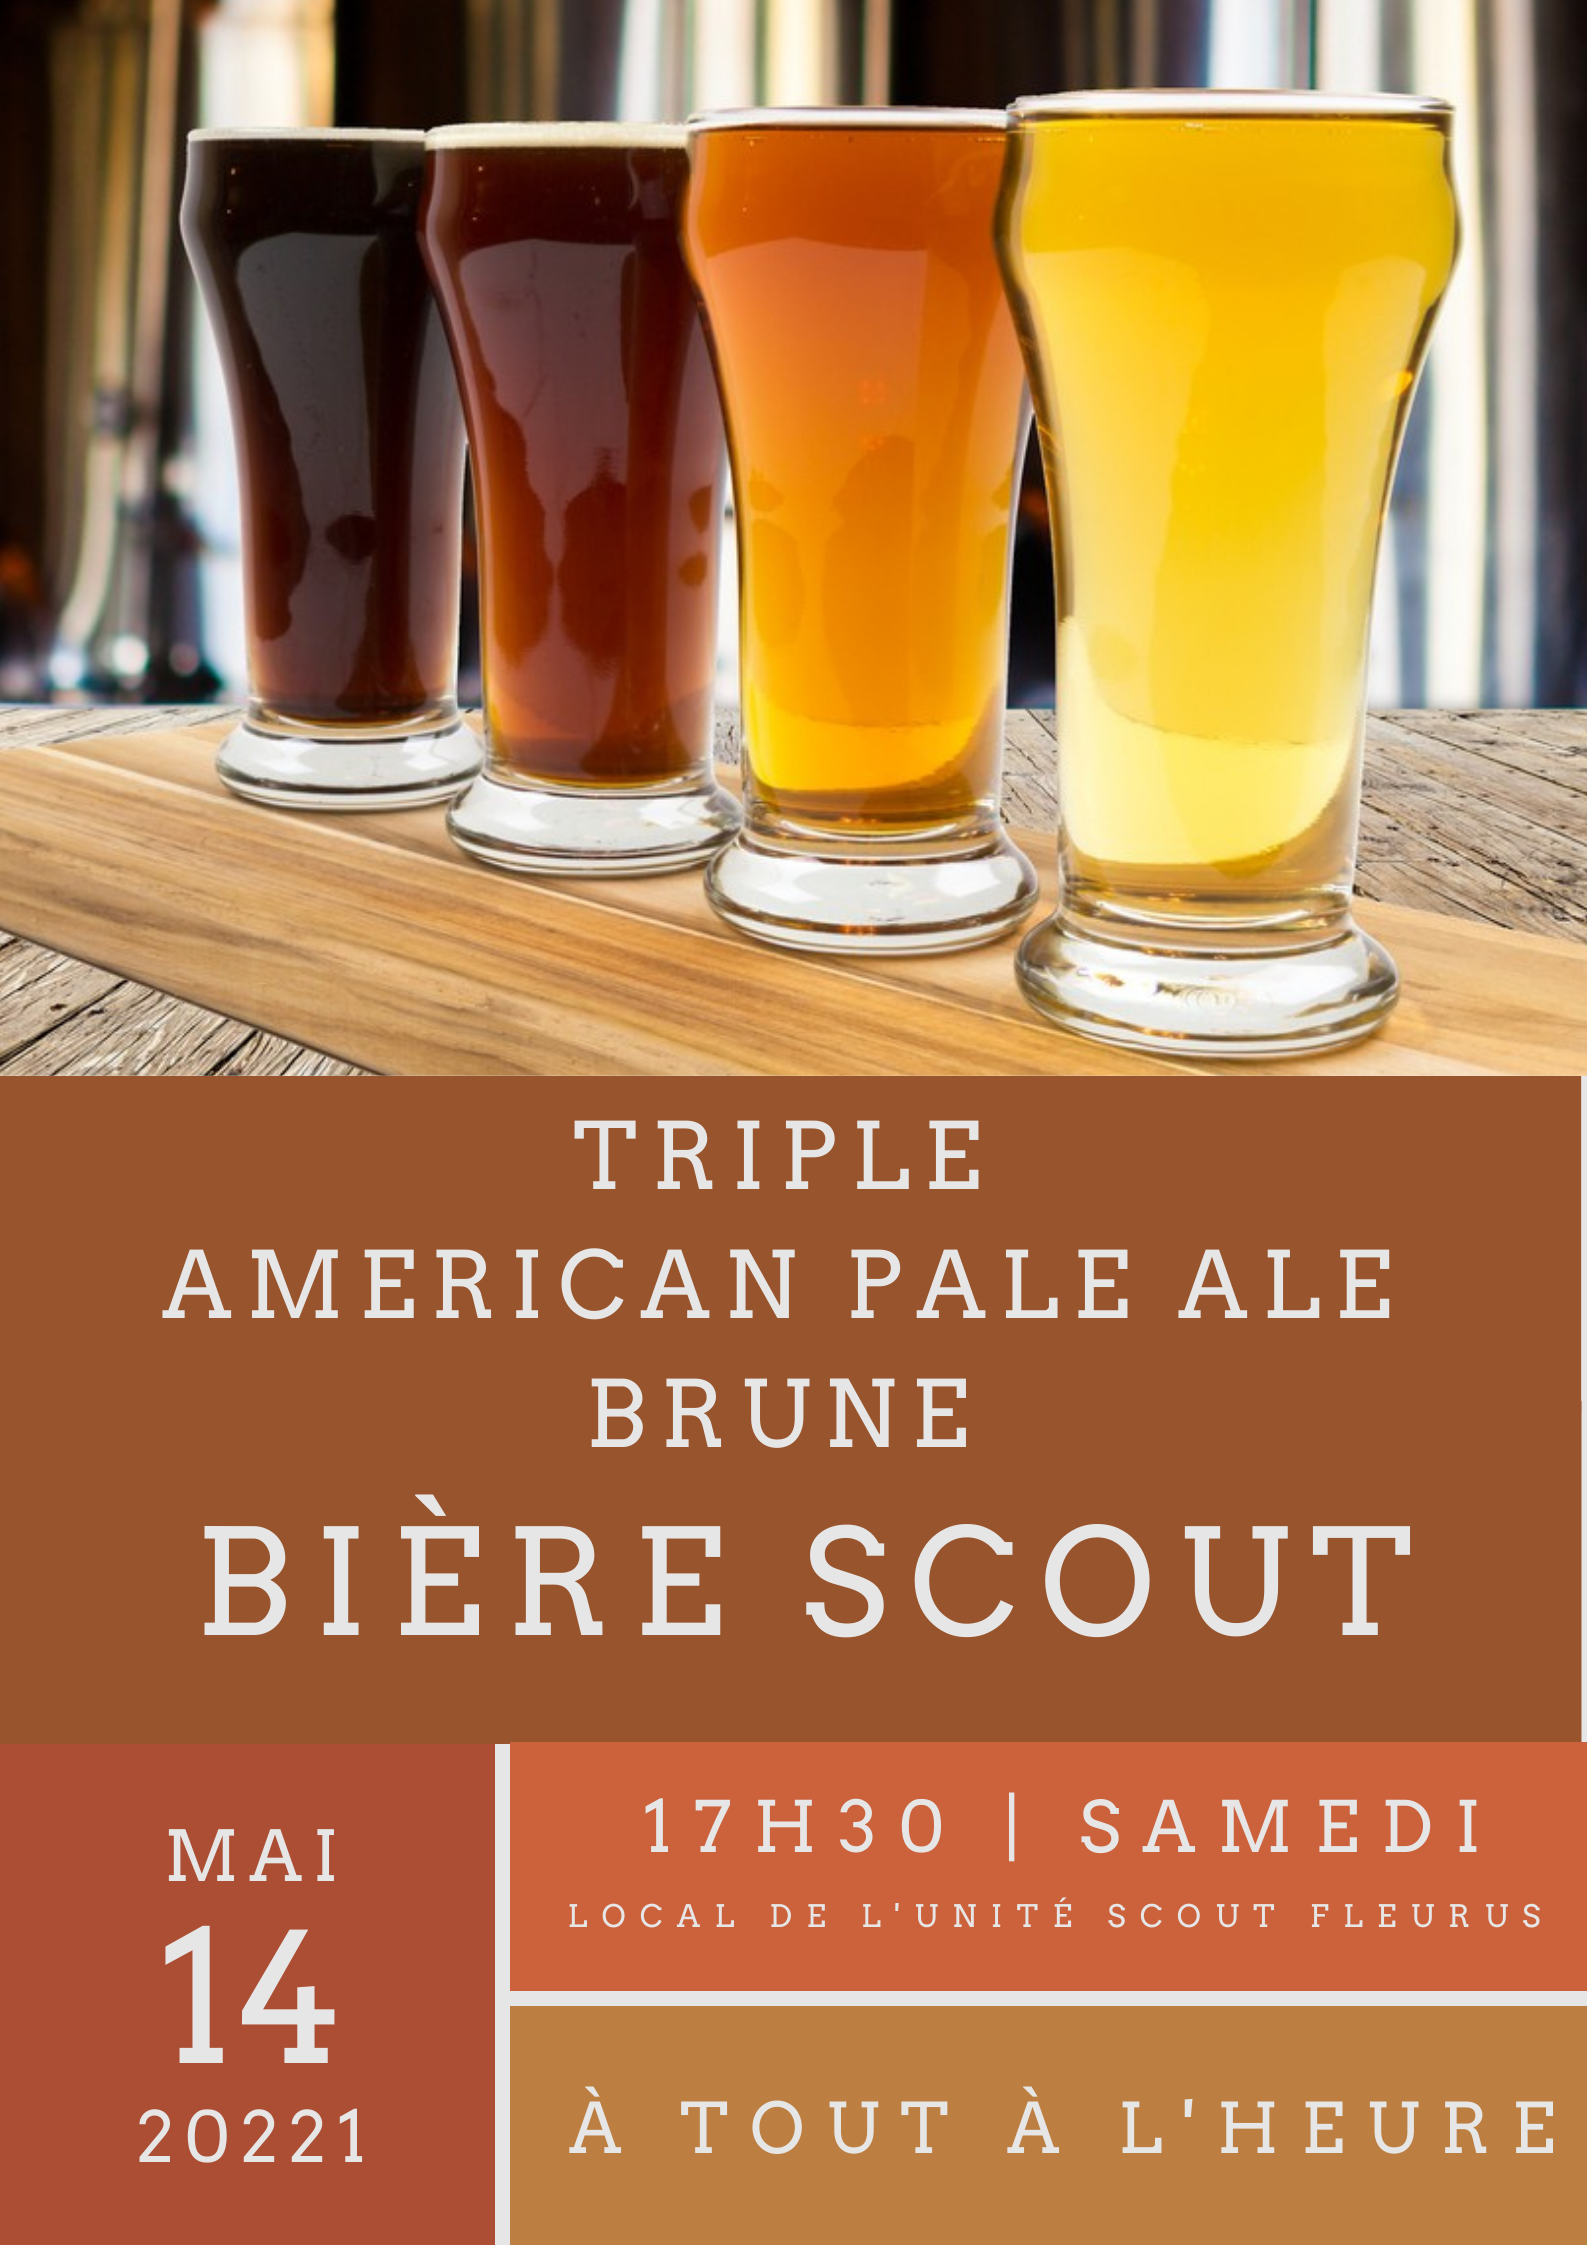 TRIPLE
AMERICAN PALE ALE
BRUNE
BIÈRE SCOUT
MAI
14
20221
17H30 | SAMEDI
LOCAL DE L'UNITÉ SCOUT FLEURUS
À TOUT À L'HEURE